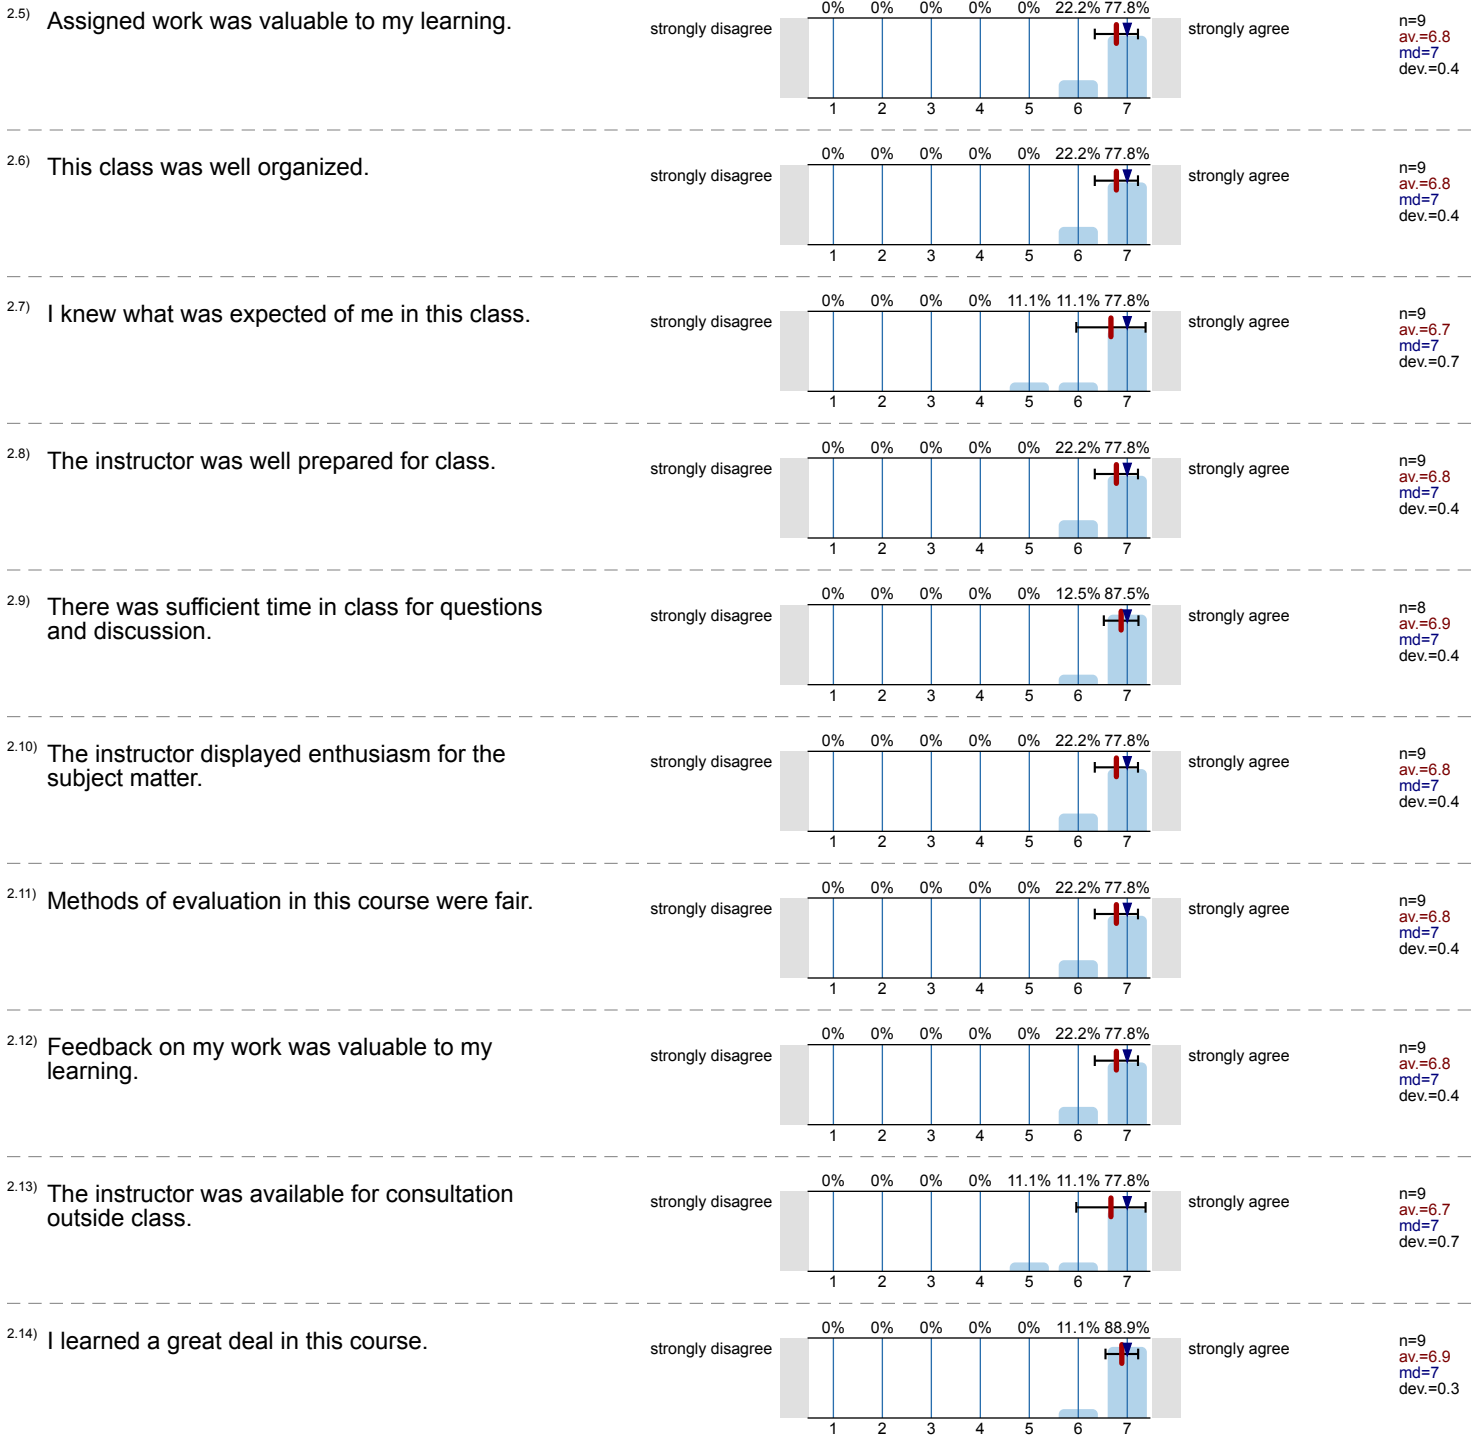 2.5) Assigned work was valuable to my learning.
strongly disagree
0% 0% 0% 0% 0% 22.2% 77.8%
1 2 3 4 5 6 7
strongly agree
n=9
av.=6.8
md=7
dev.=0.4
2.6) This class was well organized.
strongly disagree
0% 0% 0% 0% 0% 22.2% 77.8%
1 2 3 4 5 6 7
strongly agree
n=9
av.=6.8
md=7
dev.=0.4
2.7) I knew what was expected of me in this class.
strongly disagree
0% 0% 0% 0% 11.1% 11.1% 77.8%
1 2 3 4 5 6 7
strongly agree
n=9
av.=6.7
md=7
dev.=0.7
2.8) The instructor was well prepared for class.
strongly disagree
0% 0% 0% 0% 0% 22.2% 77.8%
1 2 3 4 5 6 7
strongly agree
n=9
av.=6.8
md=7
dev.=0.4
2.9) There was sufficient time in class for questions
and discussion.
strongly disagree
0% 0% 0% 0% 0% 12.5% 87.5%
1 2 3 4 5 6 7
strongly agree
n=8
av.=6.9
md=7
dev.=0.4
2.10) The instructor displayed enthusiasm for the
subject matter.
strongly disagree
0% 0% 0% 0% 0% 22.2% 77.8%
1 2 3 4 5 6 7
strongly agree
n=9
av.=6.8
md=7
dev.=0.4
2.11) Methods of evaluation in this course were fair.
strongly disagree
0% 0% 0% 0% 0% 22.2% 77.8%
1 2 3 4 5 6 7
strongly agree
n=9
av.=6.8
md=7
dev.=0.4
2.12) Feedback on my work was valuable to my
learning.
strongly disagree
0% 0% 0% 0% 0% 22.2% 77.8%
1 2 3 4 5 6 7
strongly agree
n=9
av.=6.8
md=7
dev.=0.4
2.13) The instructor was available for consultation
outside class.
strongly disagree
0% 0% 0% 0% 11.1% 11.1% 77.8%
1 2 3 4 5 6 7
strongly agree
n=9
av.=6.7
md=7
dev.=0.7
2.14) I learned a great deal in this course.
strongly disagree
0% 0% 0% 0% 0% 11.1% 88.9%
1 2 3 4 5 6 7
strongly agree
n=9
av.=6.9
md=7
dev.=0.3